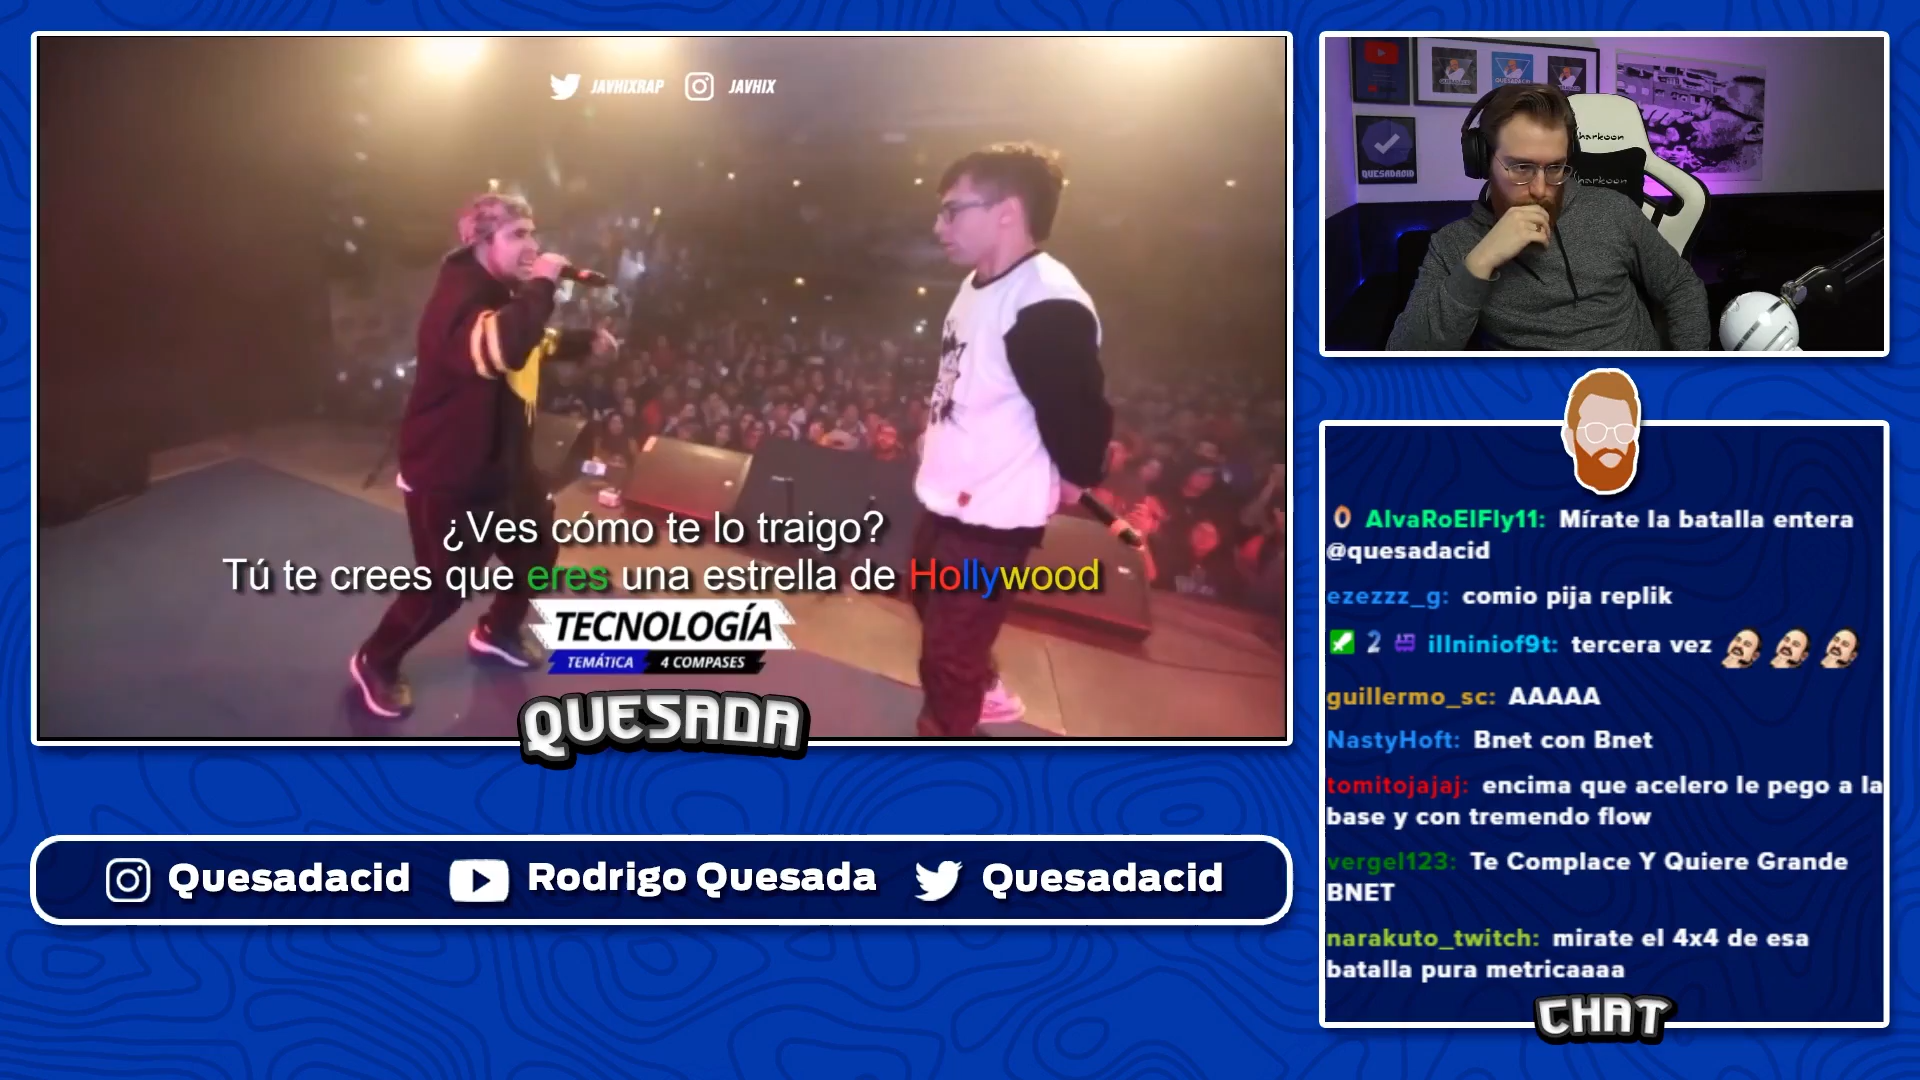 JAVHIXRAP JAVHIX
¿Ves cómo te lo traigo?
Tú te crees que eres una estrella de Hollywood
TECNOLOGÍA
TEMÁTICA 4 COMPASES
QUESADA
Quesadacid Rodrigo Quesada Quesadacid
QUESADACID
harkoon
harkoon
QUESADACID
AlvaRoElFly11: Mírate la batalla entera
@quesadacid
ezezzz_g: comio pija replik
2 illniniof9t: tercera vez
guillermo_sc: AAAAA
NastyHoft: Bnet con Bnet
tomitojajaj: encima que acelero le pego a la
base y con tremendo flow
vergel123: Te Complace Y Quiere Grande
BNET
narakuto_twitch: mirate el 4x4 de esa
batalla pura metricaaaa
CHAT